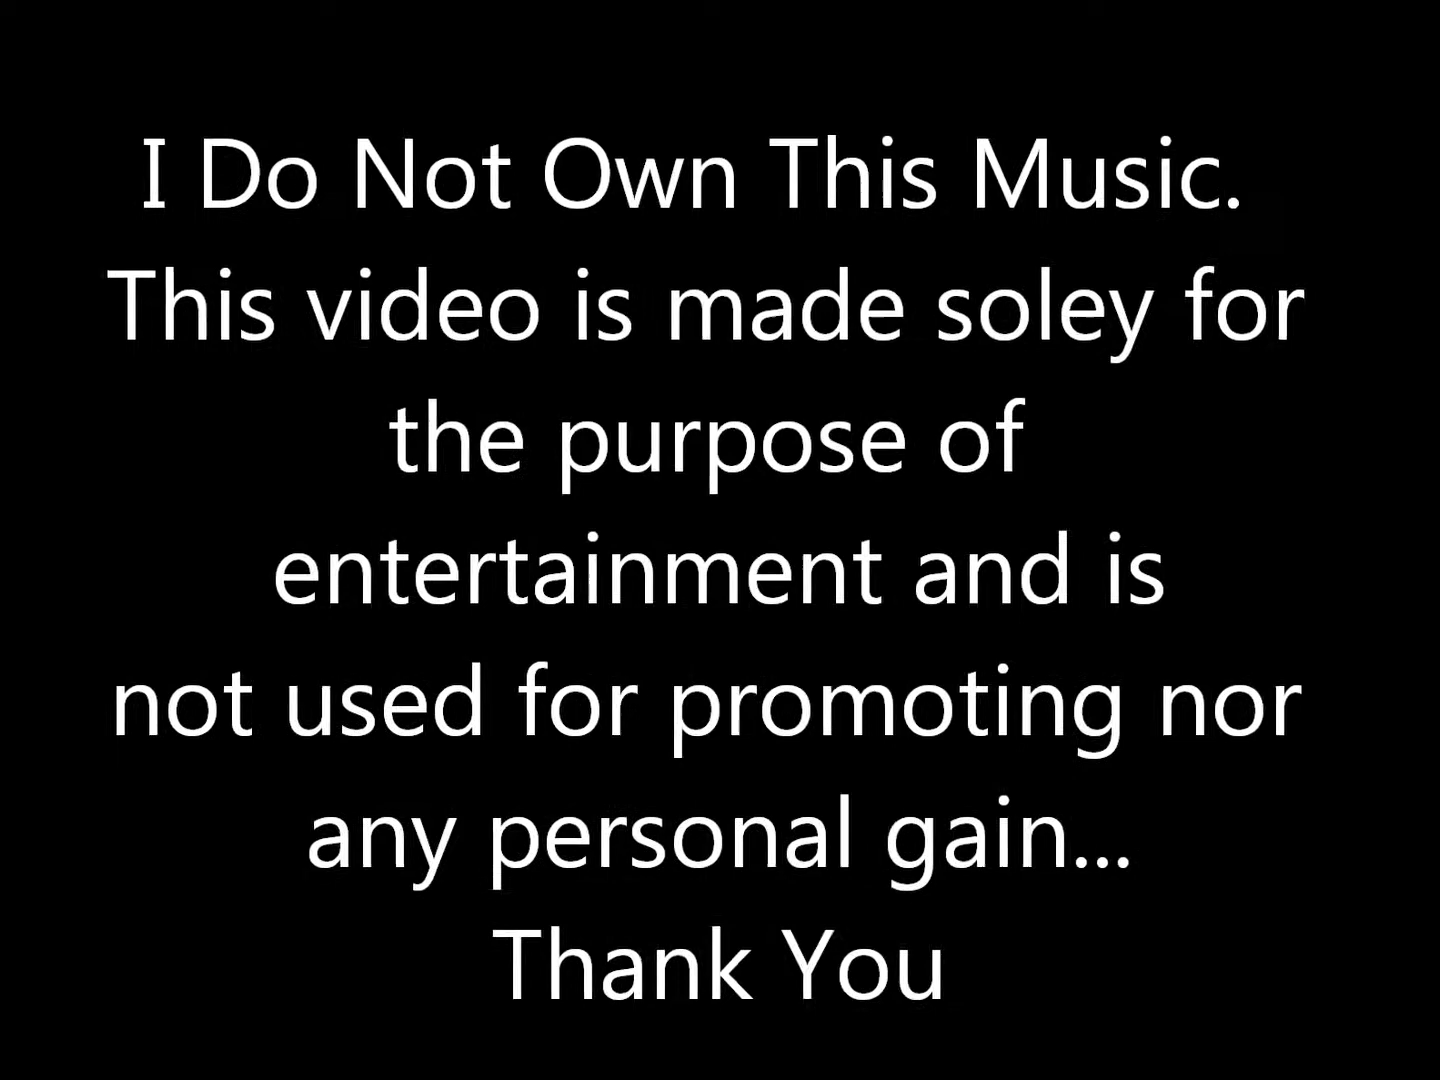 I Do Not Own This Music.
This video is made soley for
the purpose of
entertainment and is
not used for promoting nor
any personal gain...
Thank You